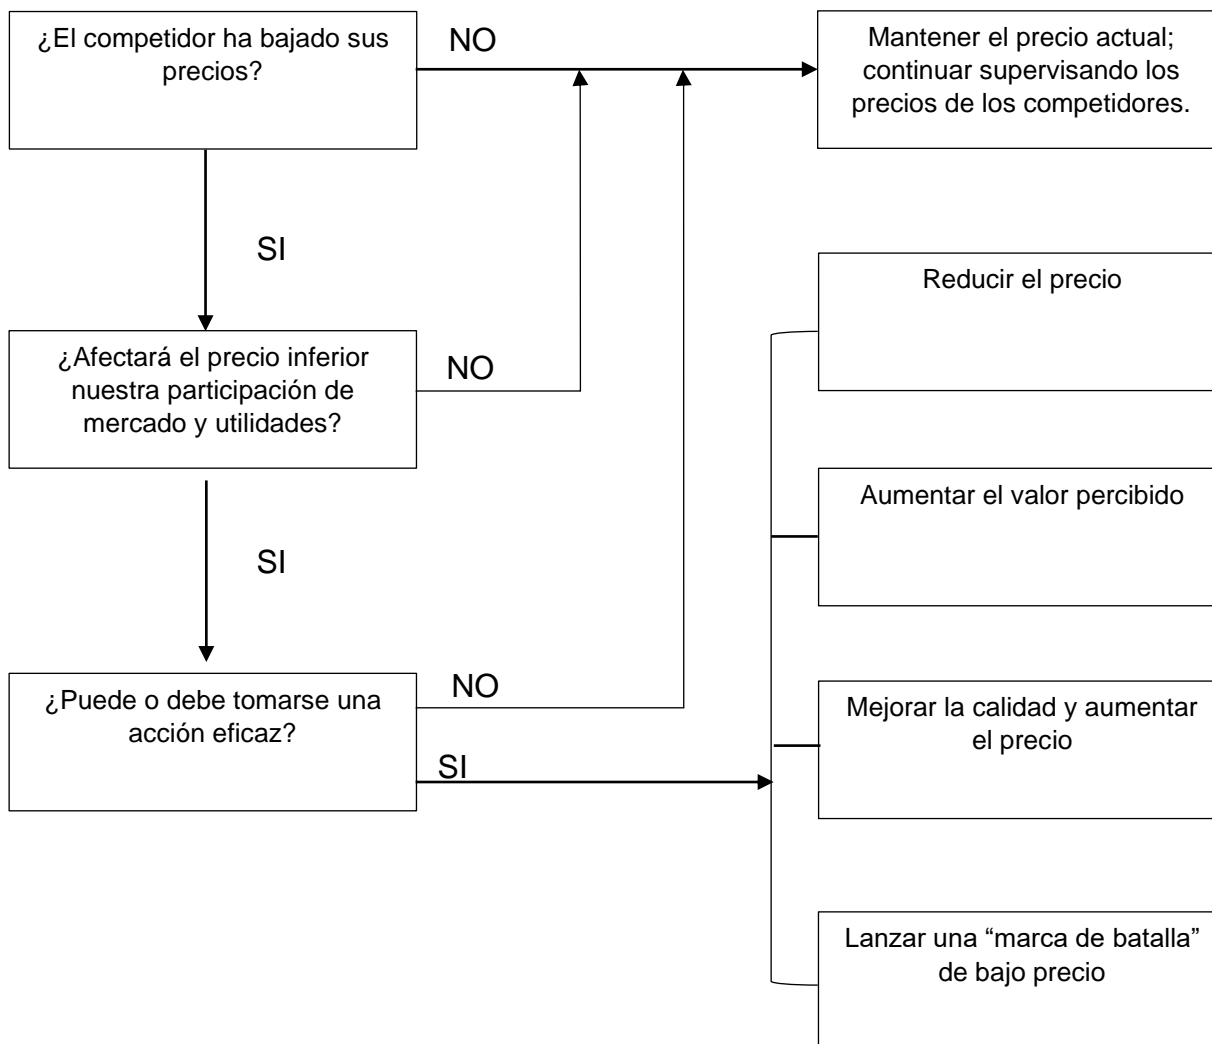 ¿El competidor ha bajado sus
precios?
NO
Mantener el precio actual;
continuar supervisando los
precios de los competidores.
SI
Reducir el precio
¿Afectará el precio inferior
nuestra participación de
mercado y utilidades?
NO
Aumentar el valor percibido
SI
¿Puede o debe tomarse una
acción eficaz?
NO
SI
Mejorar la calidad y aumentar
el precio
Lanzar una “marca de batalla”
de bajo precio